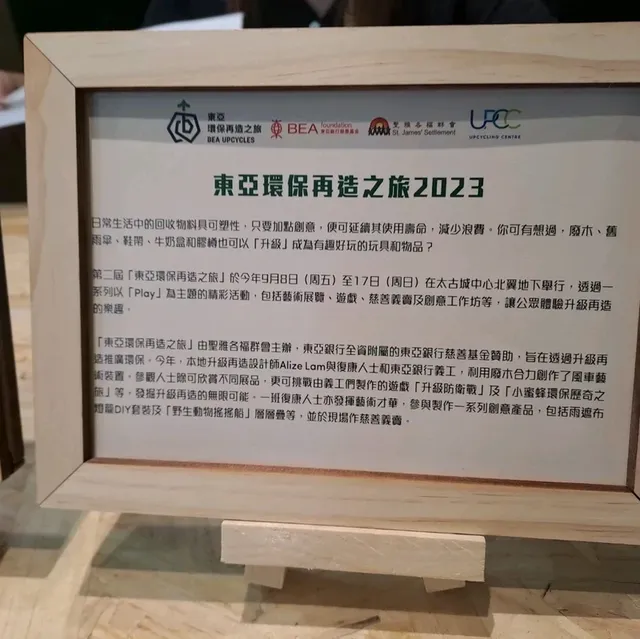 東亞
環保再造之旅
BEA UPCYCLES
BEA foundation
東亞銀行慈善基金
聖雅各福群會
St. James' Settlement
UPCC
UPCYCLING CENTRE
東亞環保再造之旅2023
日常生活中的回收物料具可塑性，只要加點創意，便可延續其使用壽命，減少浪費。你可有想過，廢木、舊
雨傘、鞋帶、牛奶盒和膠樽也可以「升級」成為有趣好玩的玩具和物品？
第二屆「東亞環保再造之旅」於今年9月8日（周五）至17日（周日）在太古城中心北翼地下舉行，透過一
系列以「Play」為主題的精彩活動，包括藝術展覽、遊戲、慈善義賣及創意工作坊等，讓公眾體驗升級再造
的樂趣。
「東亞環保再造之旅」由聖雅各福群會主辦，東亞銀行全資附屬的東亞銀行慈善基金贊助，旨在透過升級再
造推廣環保。今年，本地升級再造設計師Alize Lam與復康人士和東亞銀行義工，利用廢木合力創作了風車藝
術裝置。參觀人士除可欣賞不同展品，更可挑戰由義工們製作的遊戲「升級防衛戰」及「小蜜蜂環保歷奇之
旅」等，發掘升級再造的無限可能。一班復康人士亦發揮藝術才華，參與製作一系列創意產品，包括雨遮布
燈籠DIY套裝及「野生動物搖搖船」層層疊等，並於現場作慈善義賣。